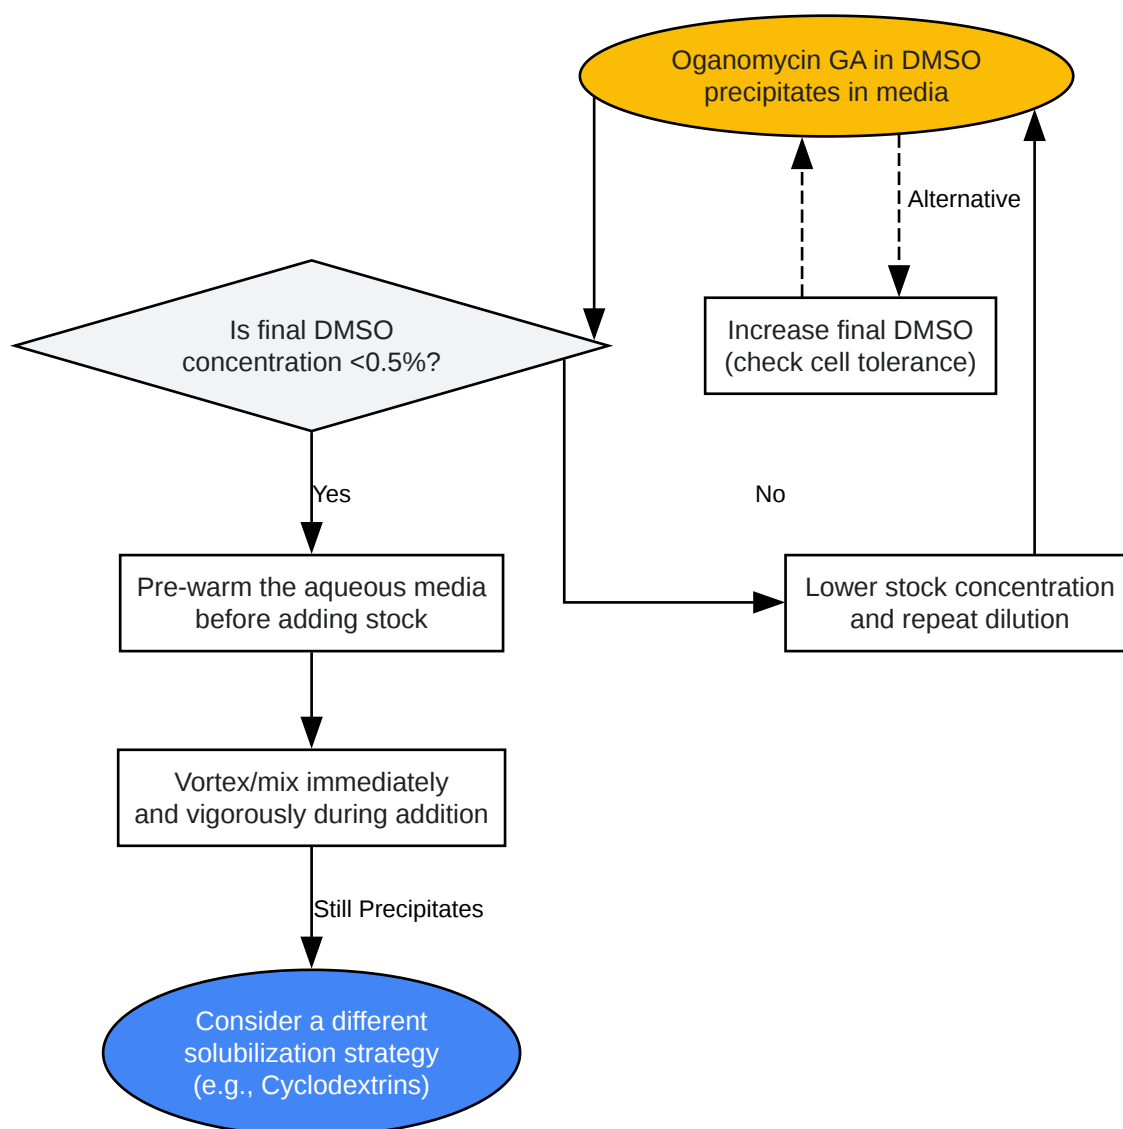 Oganomycin GA in DMSO
precipitates in media
Alternative
Is final DMSO
concentration <0.5%?
Increase final DMSO
(check cell tolerance)
Yes
No
Pre-warm the aqueous media
before adding stock
Lower stock concentration
and repeat dilution
Vortex/mix immediately
and vigorously during addition
Still Precipitates
Consider a different
solubilization strategy
(e.g., Cyclodextrins)